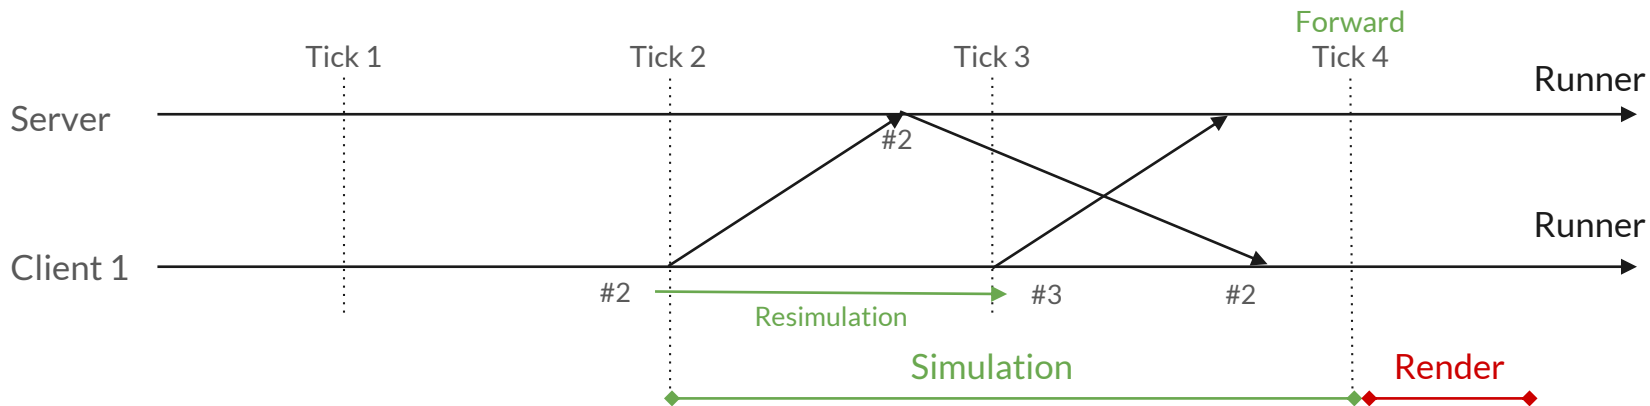 Forward
Tick 1
Tick 2
Tick 3
Tick 4
Runner
Server
#2
Runner
Client 1
#2
#3
#2
Resimulation
Simulation
Render